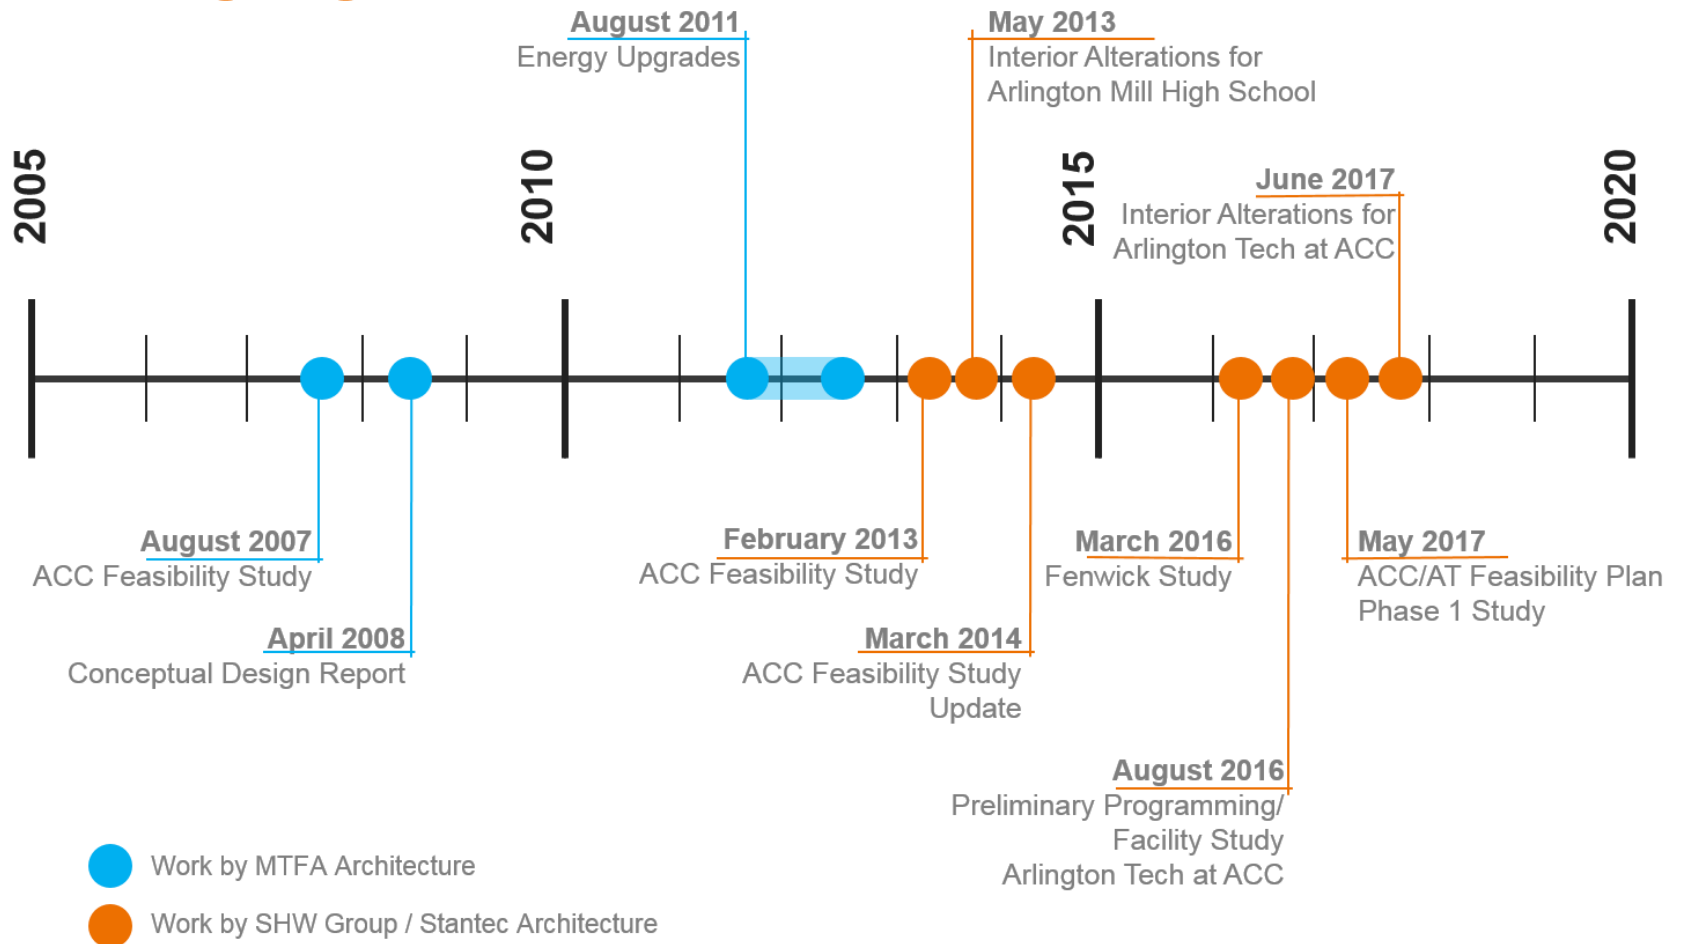 August 2011
Energy Upgrades
May 2013
Interior Alterations for
Arlington Mill High School
2005
2010
2015
2020
June 2017
Interior Alterations for
Arlington Tech at ACC
August 2007
ACC Feasibility Study
April 2008
Conceptual Design Report
February 2013
ACC Feasibility Study
March 2014
ACC Feasibility Study
Update
March 2016
Fenwick Study
May 2017
ACC/AT Feasibility Plan
Phase 1 Study
August 2016
Preliminary Programming/
Facility Study
Arlington Tech at ACC
Work by MTFA Architecture
Work by SHW Group / Stantec Architecture